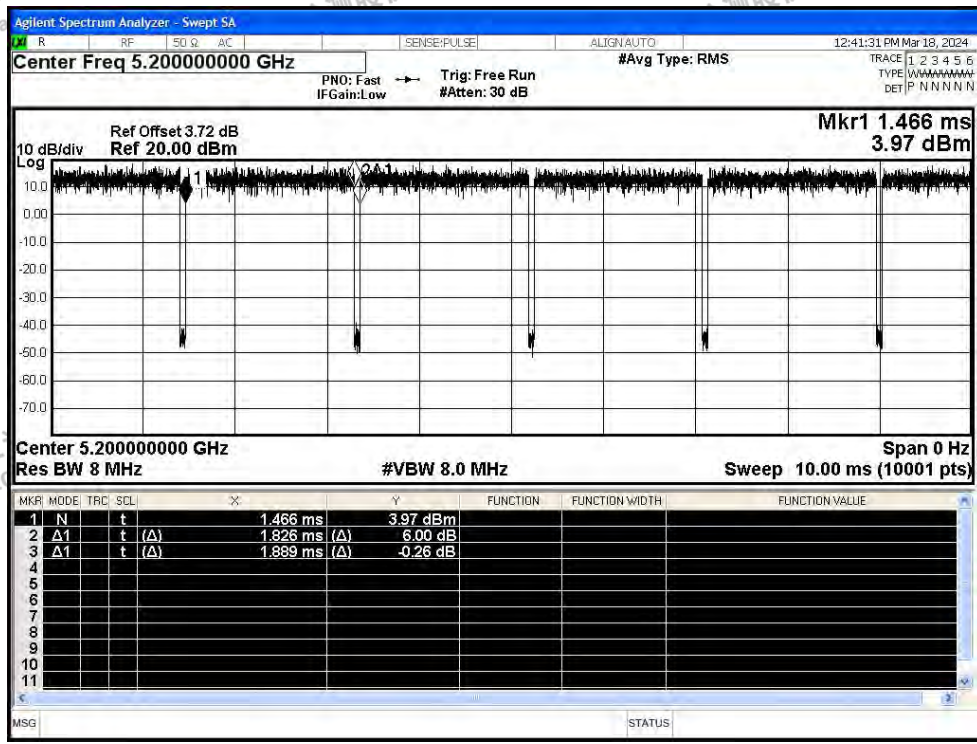 Agilent Spectrum Analyzer - Swept SA
LXI R RF 50 Ω AC SENSE:PULSE ALIGN AUTO 12:41:31 PM Mar 18, 2024
Center Freq 5.200000000 GHz
PNO: Fast
IFGain:Low
Trig: Free Run
#Atten: 30 dB
#Avg Type: RMS
TRACE 1 2 3 4 5 6
TYPE WWWWWW
DET P N N N N N
Mkr1 1.466 ms
3.97 dBm
Ref Offset 3.72 dB
10 dB/div Ref 20.00 dBm
Log
10.0
0.00
-10.0
-20.0
-30.0
-40.0
-50.0
-60.0
-70.0
1
Center 5.200000000 GHz Span 0 Hz
Res BW 8 MHz #VBW 8.0 MHz Sweep 10.00 ms (10001 pts)
MKR MODE TRC SCL X Y FUNCTION FUNCTION WIDTH FUNCTION VALUE
1 N t 1.466 ms 3.97 dBm
2 Δ1 t (Δ) 1.826 ms (Δ) 6.00 dB
3 Δ1 t (Δ) 1.889 ms (Δ) -0.26 dB
4
5
6
7
8
9
10
11
MSG STATUS